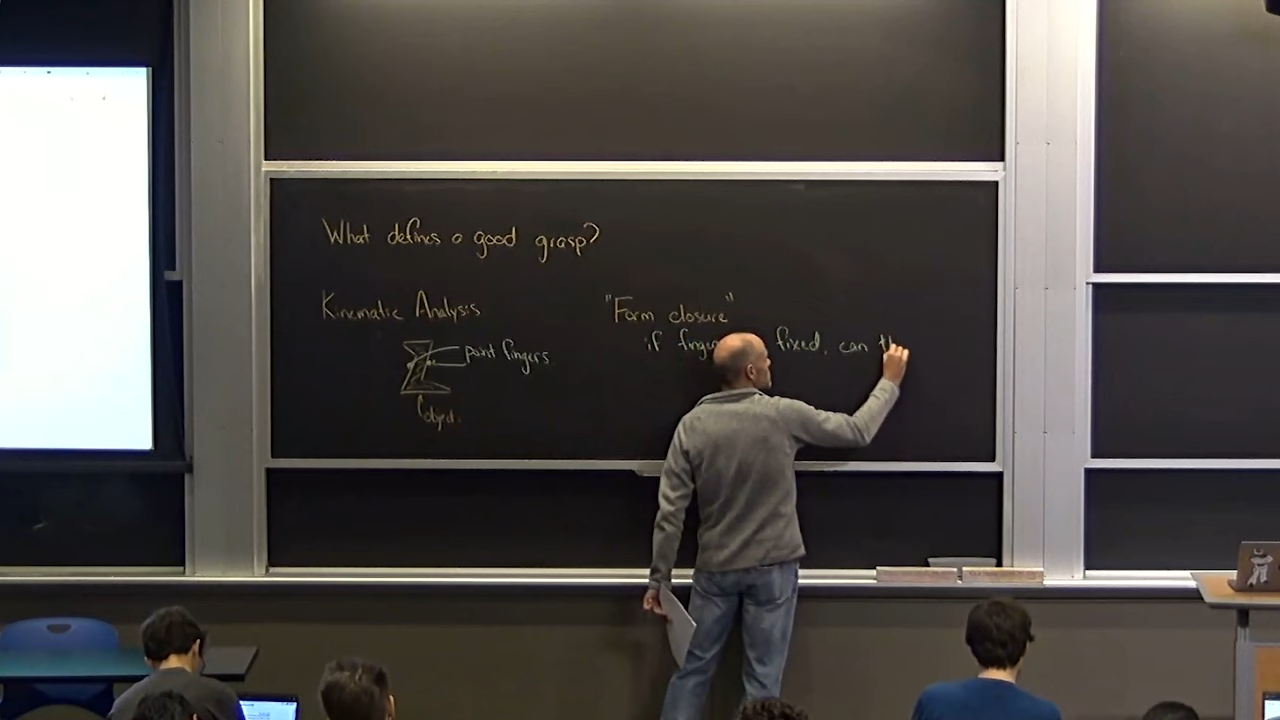 What defines a good grasp?
Kinematic Analysis
point fingers
object.
"Form closure"
if fixed, can